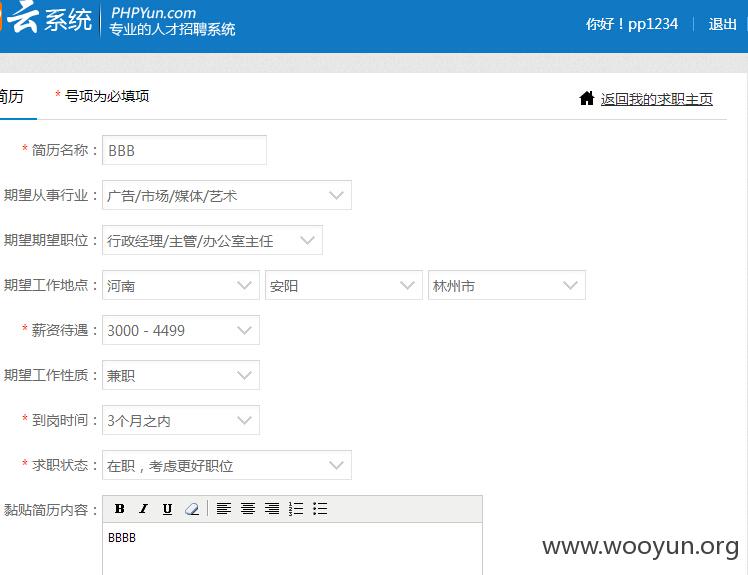 云系统 PHPYun.com
专业的人才招聘系统
你好！pp1234 退出
简历 * 号项为必填项 返回我的求职主页
* 简历名称： BBB
期望从事行业： 广告/市场/媒体/艺术
期望期望职位： 行政经理/主管/办公室主任
期望工作地点： 河南 安阳 林州市
* 薪资待遇： 3000 - 4499
期望工作性质： 兼职
* 到岗时间： 3个月之内
* 求职状态： 在职，考虑更好职位
黏贴简历内容： B I U
BBBB
www.wooyun.org